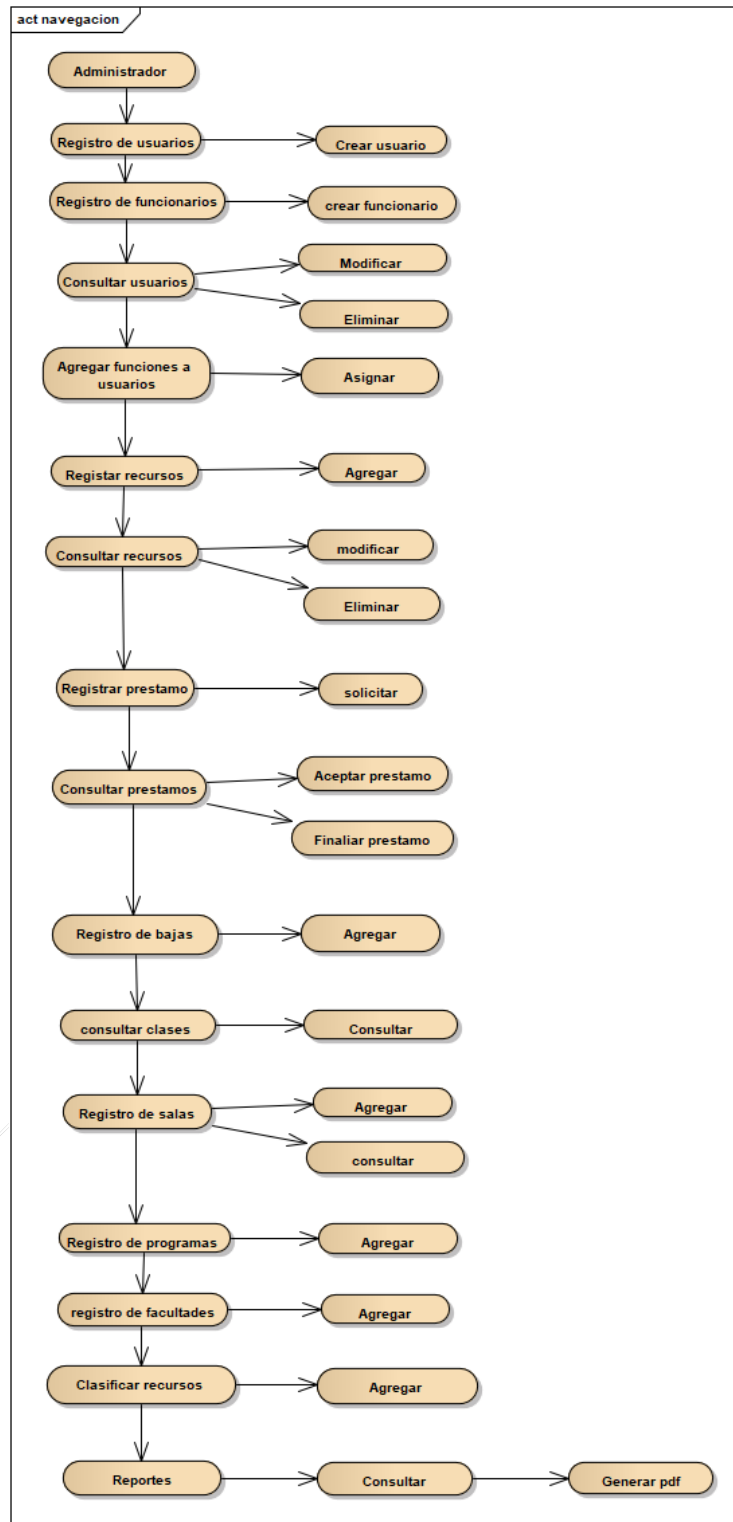 act navegacion
Administrador
Registro de usuarios
Crear usuario
Registro de funcionarios
crear funcionario
Consultar usuarios
Modificar
Eliminar
Agregar funciones a
usuarios
Asignar
Registar recursos
Agregar
Consultar recursos
modificar
Eliminar
Registrar prestamo
solicitar
Consultar prestamos
Aceptar prestamo
Finaliar prestamo
Registro de bajas
Agregar
consultar clases
Consultar
Registro de salas
Agregar
consultar
Registro de programas
Agregar
registro de facultades
Agregar
Clasificar recursos
Agregar
Reportes
Consultar
Generar pdf